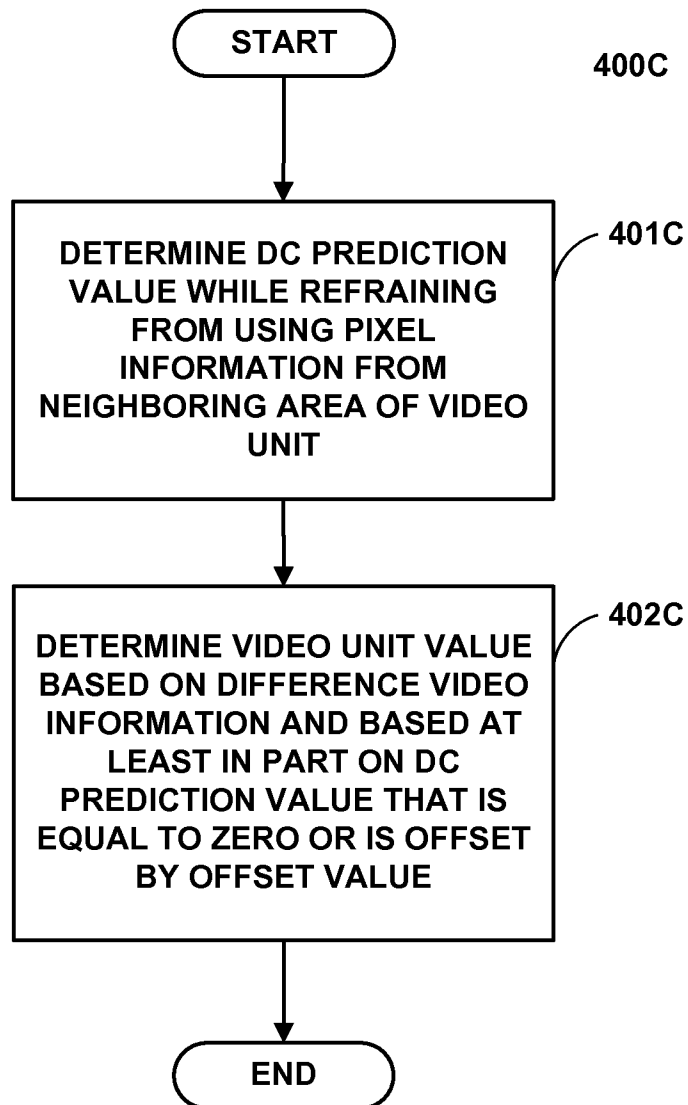 START
400C
401C
DETERMINE DC PREDICTION
VALUE WHILE REFRAINING
FROM USING PIXEL
INFORMATION FROM
NEIGHBORING AREA OF VIDEO
UNIT
402C
DETERMINE VIDEO UNIT VALUE
BASED ON DIFFERENCE VIDEO
INFORMATION AND BASED AT
LEAST IN PART ON DC
PREDICTION VALUE THAT IS
EQUAL TO ZERO OR IS OFFSET
BY OFFSET VALUE
END